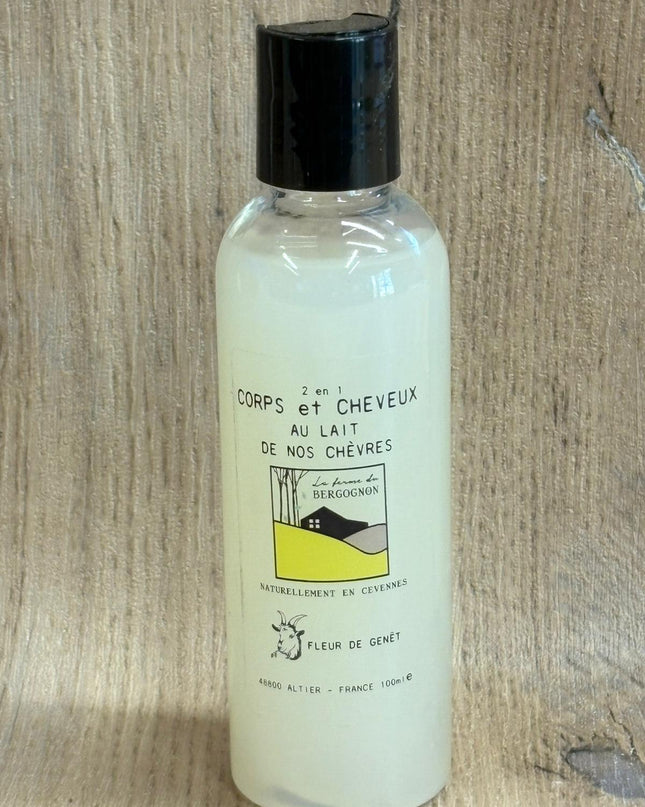 2 en 1
CORPS et CHEVEUX
AU LAIT
DE NOS CHÈVRES
La ferme du
BERGOGNON
NATURELLEMENT EN CEVENNES
FLEUR DE GENÊT
48800 ALTIER - FRANCE 100ml℮